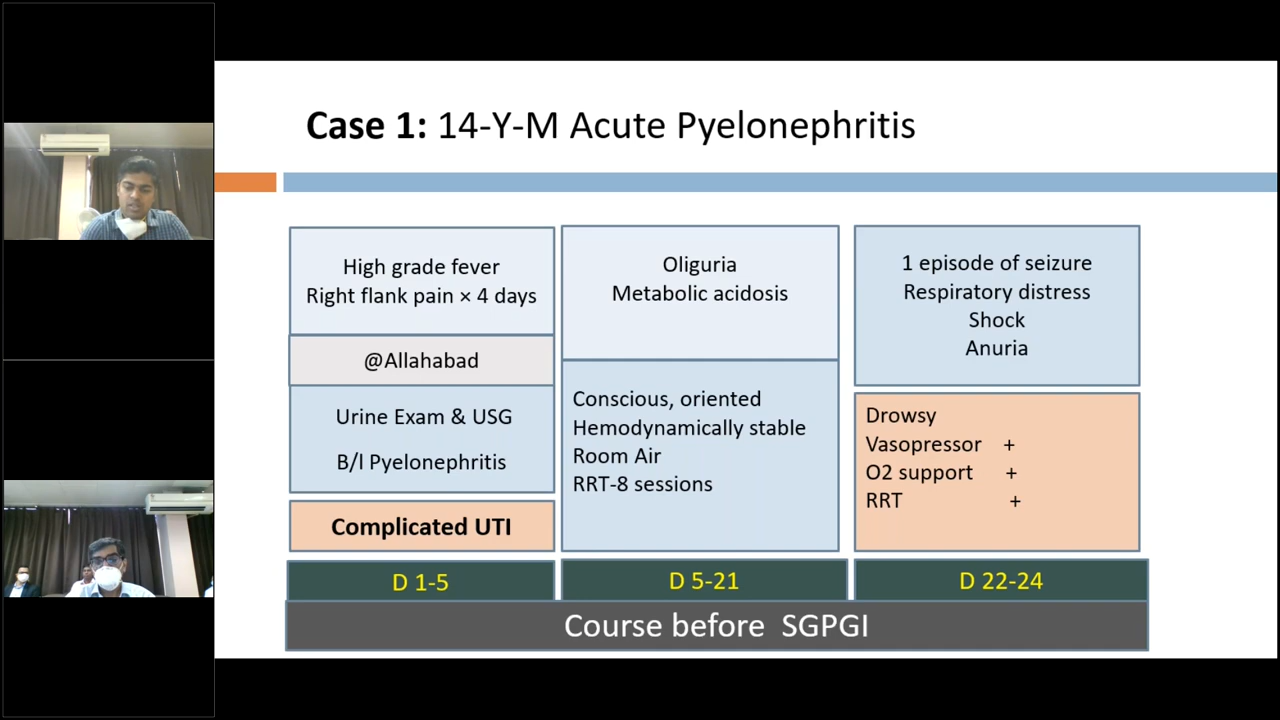 Case 1: 14-Y-M Acute Pyelonephritis
High grade fever
Right flank pain × 4 days
@Allahabad
Urine Exam & USG
B/l Pyelonephritis
Complicated UTI
D 1-5
Oliguria
Metabolic acidosis
Conscious, oriented
Hemodynamically stable
Room Air
RRT-8 sessions
D 5-21
1 episode of seizure
Respiratory distress
Shock
Anuria
Drowsy
Vasopressor +
O2 support +
RRT +
D 22-24
Course before SGPGI